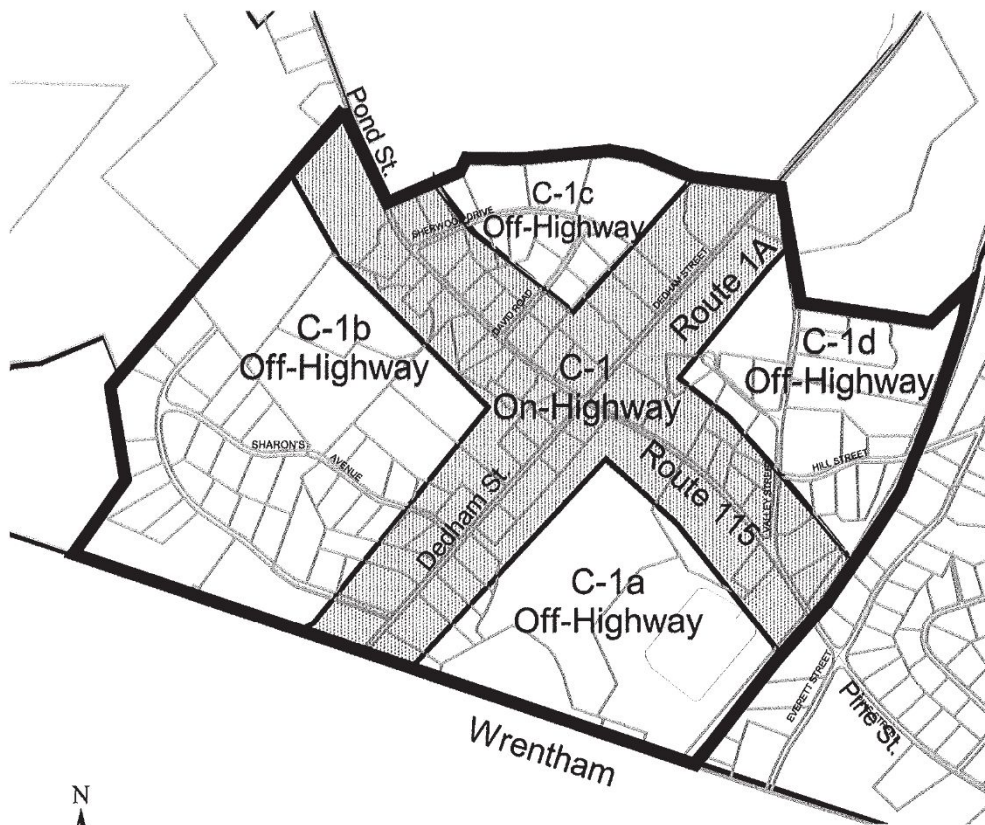 Pond St.
C-1c
Off-Highway
SHERWOOD DRIVE
DEDHAM STREET
Route 1A
DAVID ROAD
C-1b
Off-Highway
C-1d
Off-Highway
C-1
On-Highway
SHARON'S
AVENUE
HILL STREET
VALLEY STREET
Route 115
Dedham St.
C-1a
Off-Highway
EVERETT STREET
Pine St.
Wrentham
N